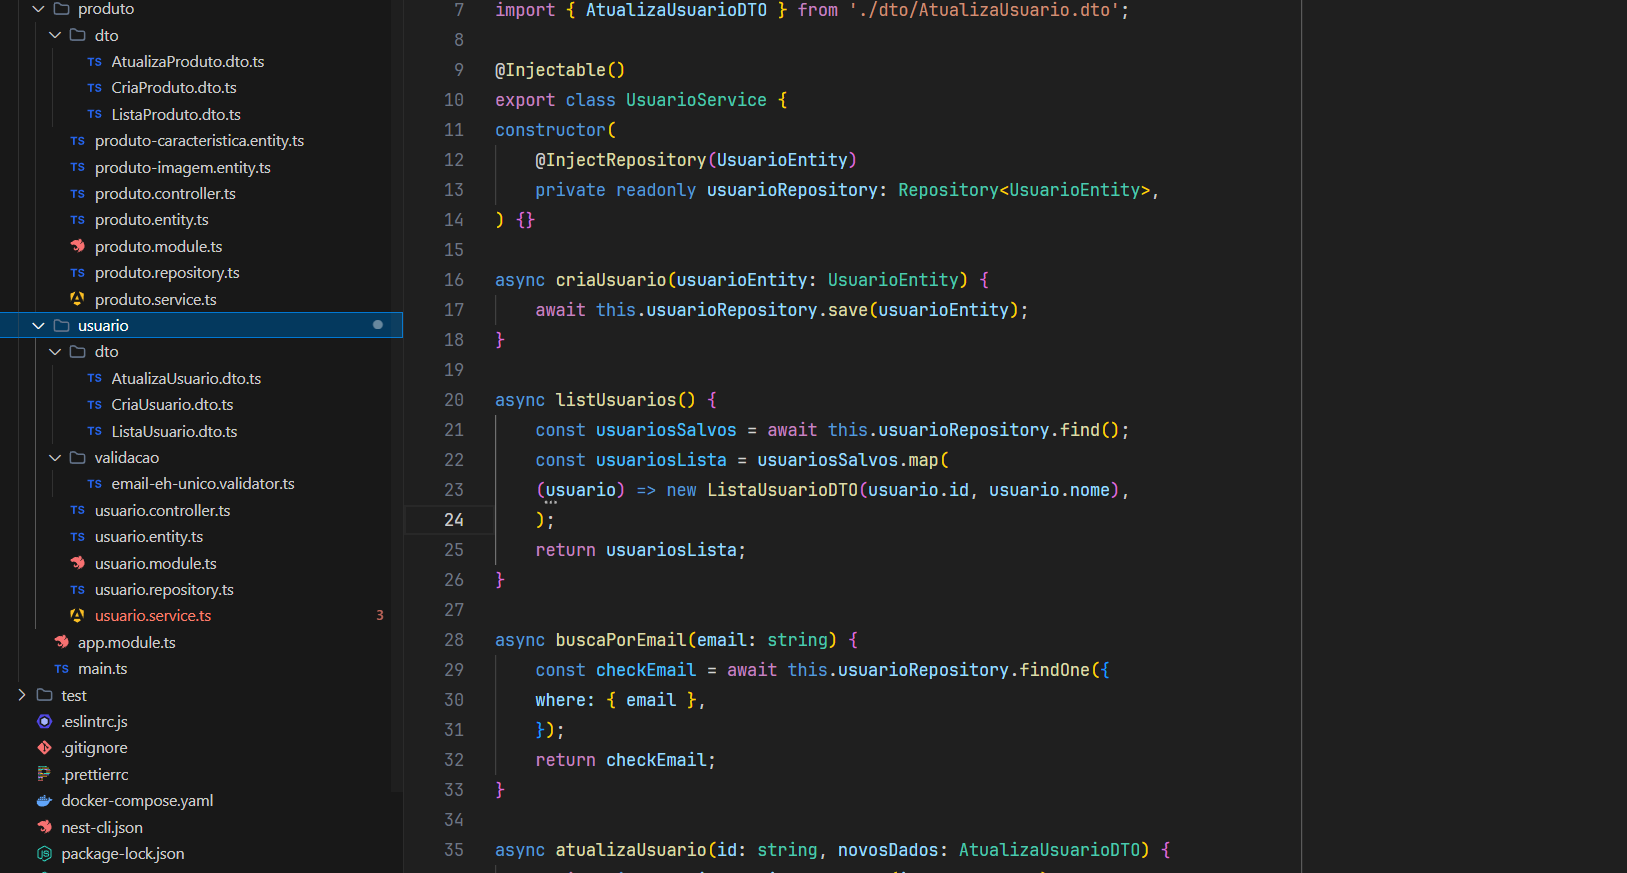 produto
dto
TS AtualizaProduto.dto.ts
TS CriaProduto.dto.ts
TS ListaProduto.dto.ts
TS produto-caracteristica.entity.ts
TS produto-imagem.entity.ts
TS produto.controller.ts
TS produto.entity.ts
produto.module.ts
TS produto.repository.ts
produto.service.ts
usuario
dto
TS AtualizaUsuario.dto.ts
TS CriaUsuario.dto.ts
TS ListaUsuario.dto.ts
validacao
TS email-eh-unico.validator.ts
TS usuario.controller.ts
TS usuario.entity.ts
usuario.module.ts
TS usuario.repository.ts
usuario.service.ts 3
app.module.ts
TS main.ts
test
.eslintrc.js
.gitignore
.prettierrc
docker-compose.yaml
nest-cli.json
package-lock.json
7 import { AtualizaUsuarioDTO } from './dto/AtualizaUsuario.dto';
8
9 @Injectable()
10 export class UsuarioService {
11 constructor(
12 @InjectRepository(UsuarioEntity)
13 private readonly usuarioRepository: Repository<UsuarioEntity>,
14 ) {}
15
16 async criaUsuario(usuarioEntity: UsuarioEntity) {
17 await this.usuarioRepository.save(usuarioEntity);
18 }
19
20 async listUsuarios() {
21 const usuariosSalvos = await this.usuarioRepository.find();
22 const usuariosLista = usuariosSalvos.map(
23 (usuario) => new ListaUsuarioDTO(usuario.id, usuario.nome),
24 );
25 return usuariosLista;
26 }
27
28 async buscaPorEmail(email: string) {
29 const checkEmail = await this.usuarioRepository.findOne({
30 where: { email },
31 });
32 return checkEmail;
33 }
34
35 async atualizaUsuario(id: string, novosDados: AtualizaUsuarioDTO) {